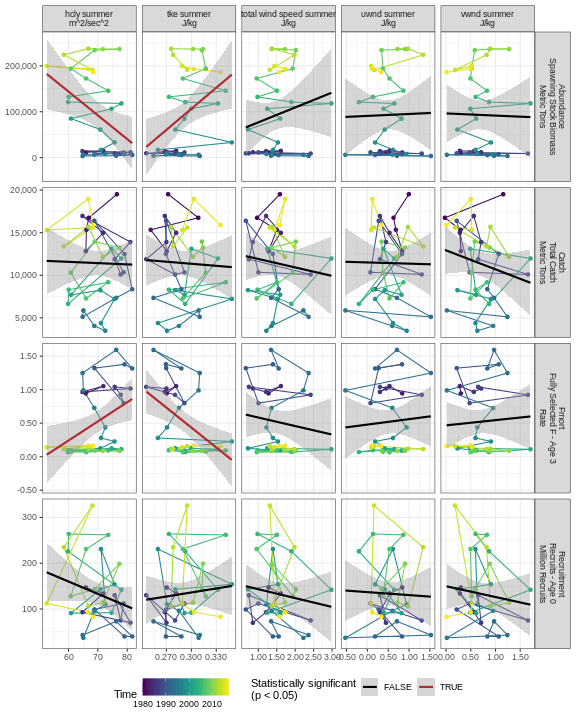 hdy summer
m^2/sec^2
tke summer
J/kg
total wind speed summer
J/kg
uwnd summer
J/kg
vwnd summer
J/kg
200,000
100,000
0
Abundance
Spawning Stock Biomass
Metric Tons
20,000
15,000
10,000
5,000
Catch
Total Catch
Metric Tons
1.50
1.00
0.50
0.00
-0.50
Fmort
Fully Selected F - Age 3
Rate
300
200
100
Recruitment
Recruits - Age 0
Million Recruits
60 70 80
0.270 0.300 0.330
1.00 1.50 2.00 2.50 3.00
0.50 0.00 0.50 1.00 1.50
0.00 0.50 1.00 1.50
Time
1980 1990 2000 2010
Statistically significant
(p < 0.05)
FALSE
TRUE